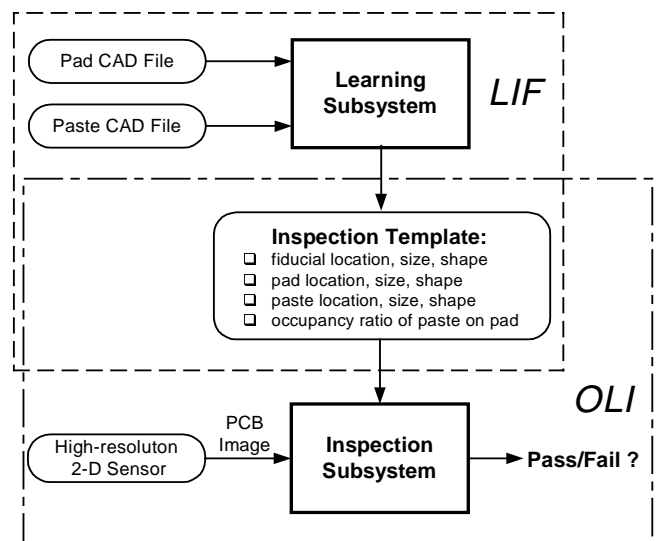 Pad CAD File
Paste CAD File
Learning
Subsystem
LIF
Inspection Template:
❑ fiducial location, size, shape
❑ pad location, size, shape
❑ paste location, size, shape
❑ occupancy ratio of paste on pad
OLI
High-resoluton
2-D Sensor
PCB
Image
Inspection
Subsystem
Pass/Fail ?